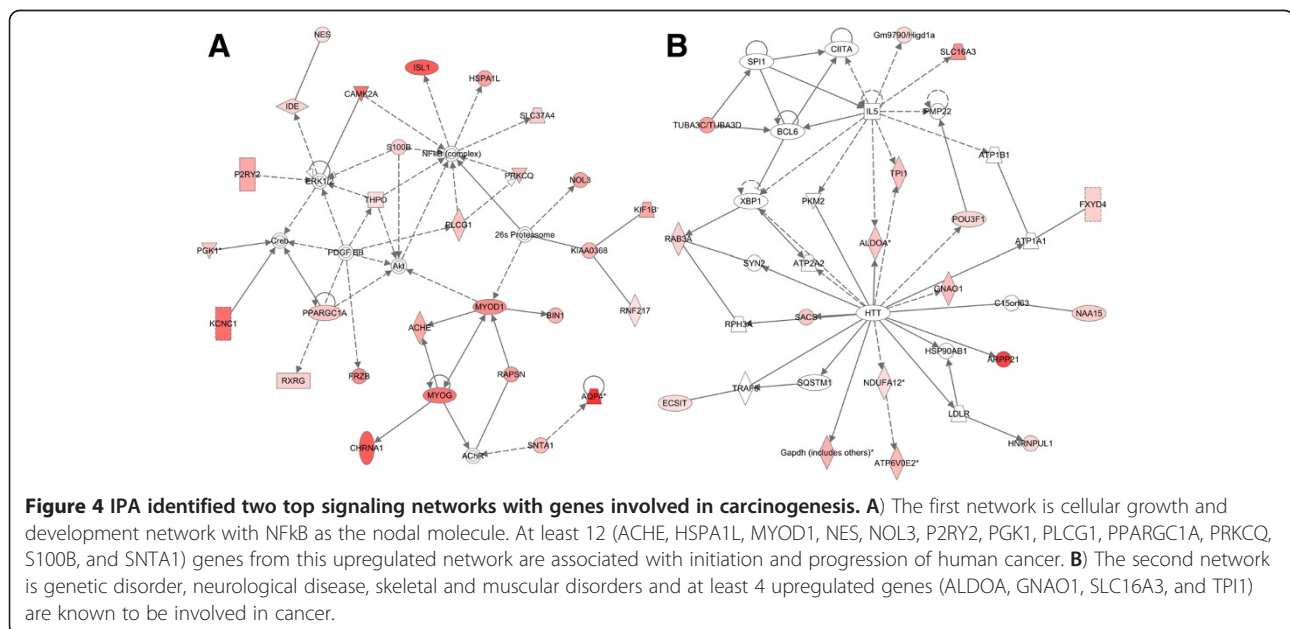 A
NES
ISL1
HSPA1L
CAMK2A
IDE
SLC37A4
S100B
NFkB (complex)
P2RY2
ERK1/2
PRKCQ
NOL3
THPO
KIF1B*
PLCG1
26s Proteasome
Creb
PGK1*
PDGF BB
KIAA0368
Akt
MYOD1
RNF217
PPARGC1A
BIN1
KCNC1
ACHE
RXRG
FRZB
RAPSN
MYOG
AQP4*
CHRNA1
SNTA1
AChR
B
Gm9790/Higd1a
CIITA
SLC16A3
SPI1
IL5
PMP22
TUBA3C/TUBA3D
BCL6
ATP1B1
TPI1
XBP1
PKM2
FXYD4
POU3F1
RAB3A
ALDOA*
ATP1A1
SYN2
ATP2A2
GNAO1
C15orf63
SACS
HTT
RPH3A
NAA15
HSP90AB1
ARPP21
TRAF6
SQSTM1
NDUFA12*
ECSIT
LDLR
HNRNPUL1
Gapdh (includes others)*
ATP6V0E2*
Figure 4 IPA identified two top signaling networks with genes involved in carcinogenesis. A) The first network is cellular growth and
development network with NFkB as the nodal molecule. At least 12 (ACHE, HSPA1L, MYOD1, NES, NOL3, P2RY2, PGK1, PLCG1, PPARGC1A, PRKCQ,
S100B, and SNTA1) genes from this upregulated network are associated with initiation and progression of human cancer. B) The second network
is genetic disorder, neurological disease, skeletal and muscular disorders and at least 4 upregulated genes (ALDOA, GNAO1, SLC16A3, and TPI1)
are known to be involved in cancer.